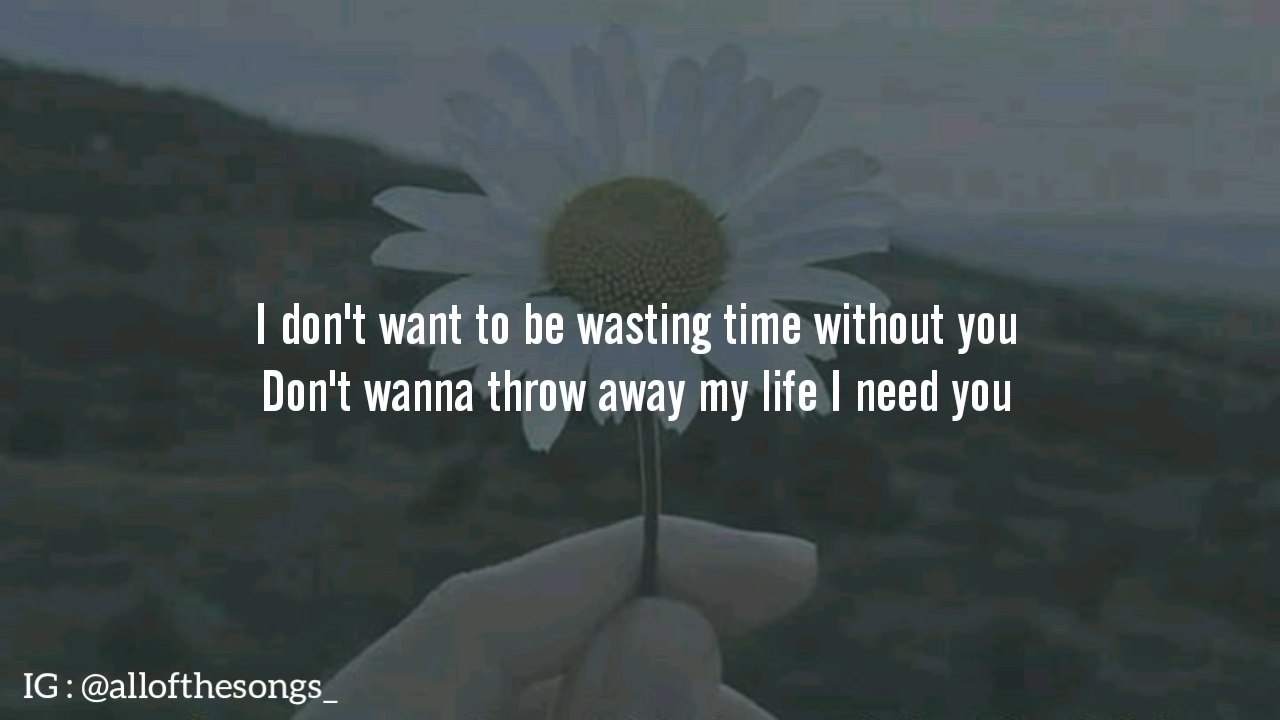 I don't want to be wasting time without you
Don't wanna throw away my life I need you
IG : @allofthesongs_